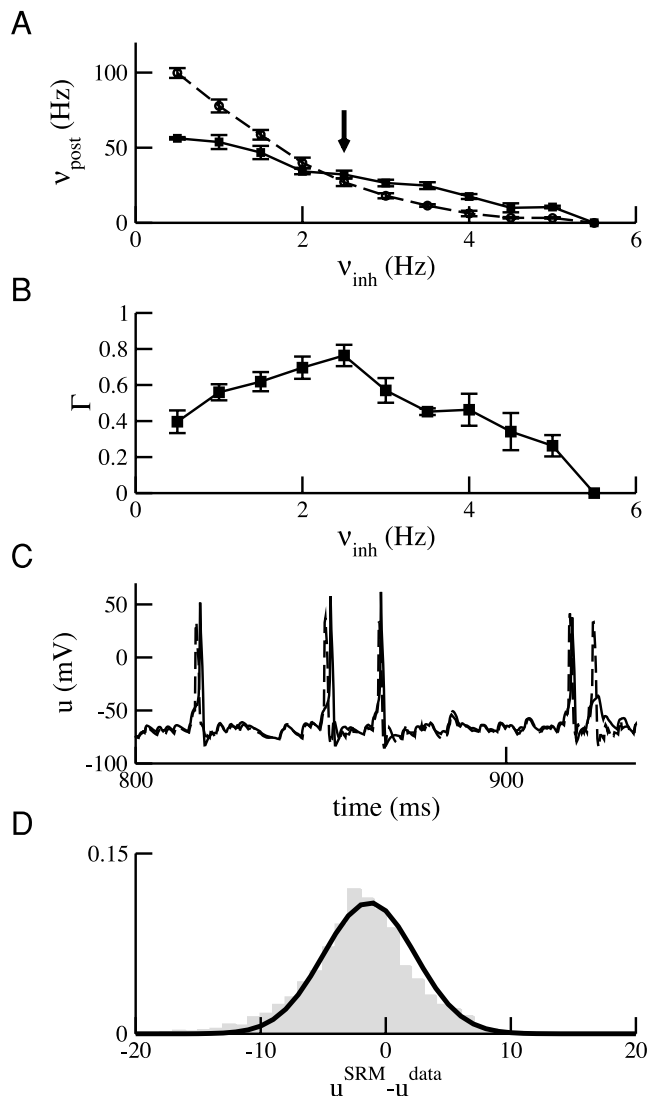 A
100
50
0
ν_post (Hz)
0 2 4 6
ν_inh (Hz)
B
1
0.8
0.6
0.4
0.2
0
Γ
0 2 4 6
ν_inh (Hz)
C
50
0
-50
-100
u (mV)
800 900
time (ms)
D
0.15
0
-20 -10 0 10 20
u^SRM-u^data